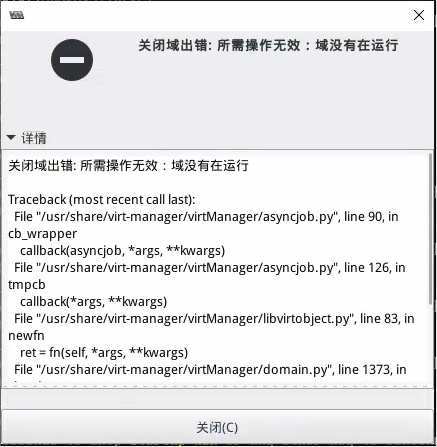 关闭域出错: 所需操作无效：域没有在运行
详情
关闭域出错: 所需操作无效：域没有在运行
Traceback (most recent call last):
File "/usr/share/virt-manager/virtManager/asyncjob.py", line 90, in
cb_wrapper
callback(asyncjob, *args, **kwargs)
File "/usr/share/virt-manager/virtManager/asyncjob.py", line 126, in
tmpcb
callback(*args, **kwargs)
File "/usr/share/virt-manager/virtManager/libvirtobject.py", line 83, in
newfn
ret = fn(self, *args, **kwargs)
File "/usr/share/virt-manager/virtManager/domain.py", line 1373, in
关闭(C)